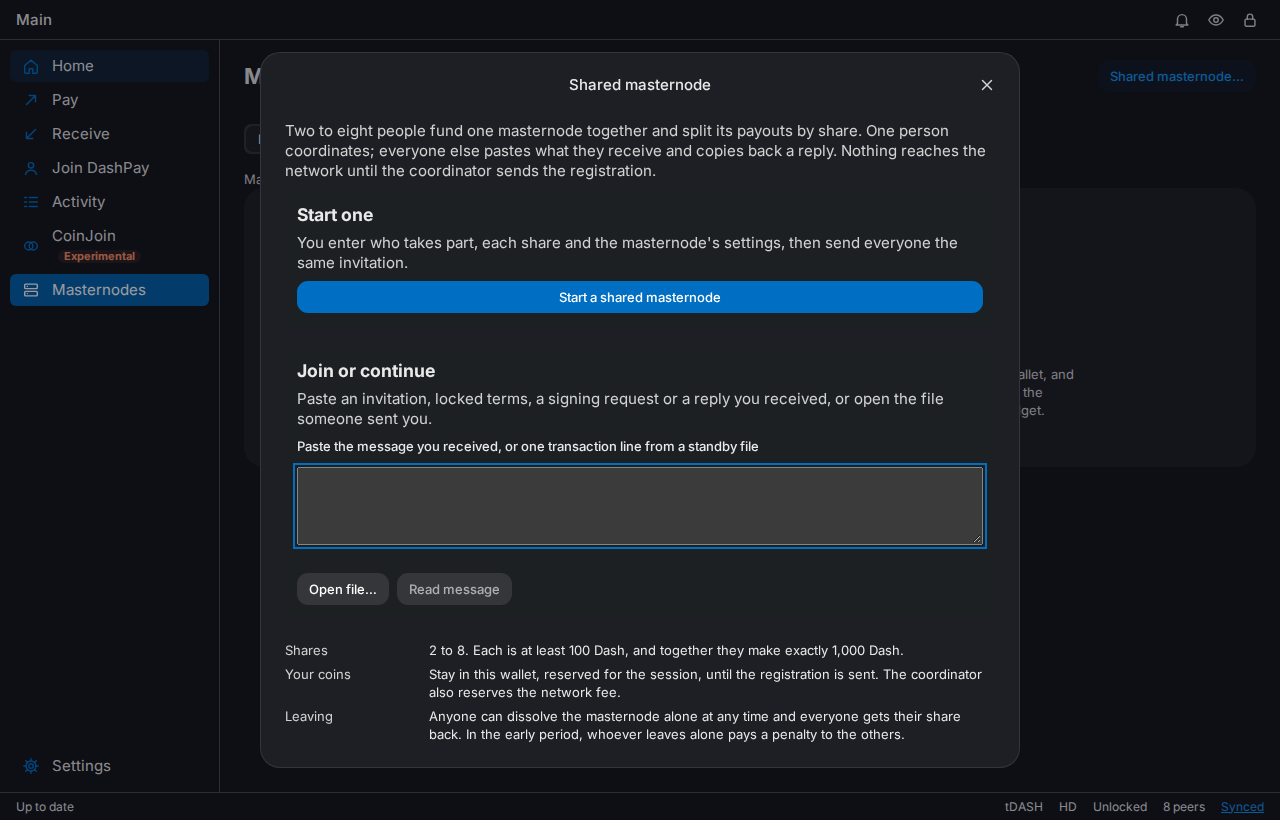 Main
Home
Pay
Receive
Join DashPay
Activity
CoinJoin
Experimental
Masternodes
Settings
Shared masternode...
Shared masternode
Two to eight people fund one masternode together and split its payouts by share. One person
coordinates; everyone else pastes what they receive and copies back a reply. Nothing reaches the
network until the coordinator sends the registration.
Start one
You enter who takes part, each share and the masternode's settings, then send everyone the
same invitation.
Start a shared masternode
Join or continue
Paste an invitation, locked terms, a signing request or a reply you received, or open the file
someone sent you.
Paste the message you received, or one transaction line from a standby file
Open file...
Read message
Shares
2 to 8. Each is at least 100 Dash, and together they make exactly 1,000 Dash.
Your coins
Stay in this wallet, reserved for the session, until the registration is sent. The coordinator
also reserves the network fee.
Leaving
Anyone can dissolve the masternode alone at any time and everyone gets their share
back. In the early period, whoever leaves alone pays a penalty to the others.
and
the
Up to date
tDASH
HD
Unlocked
8 peers
Synced